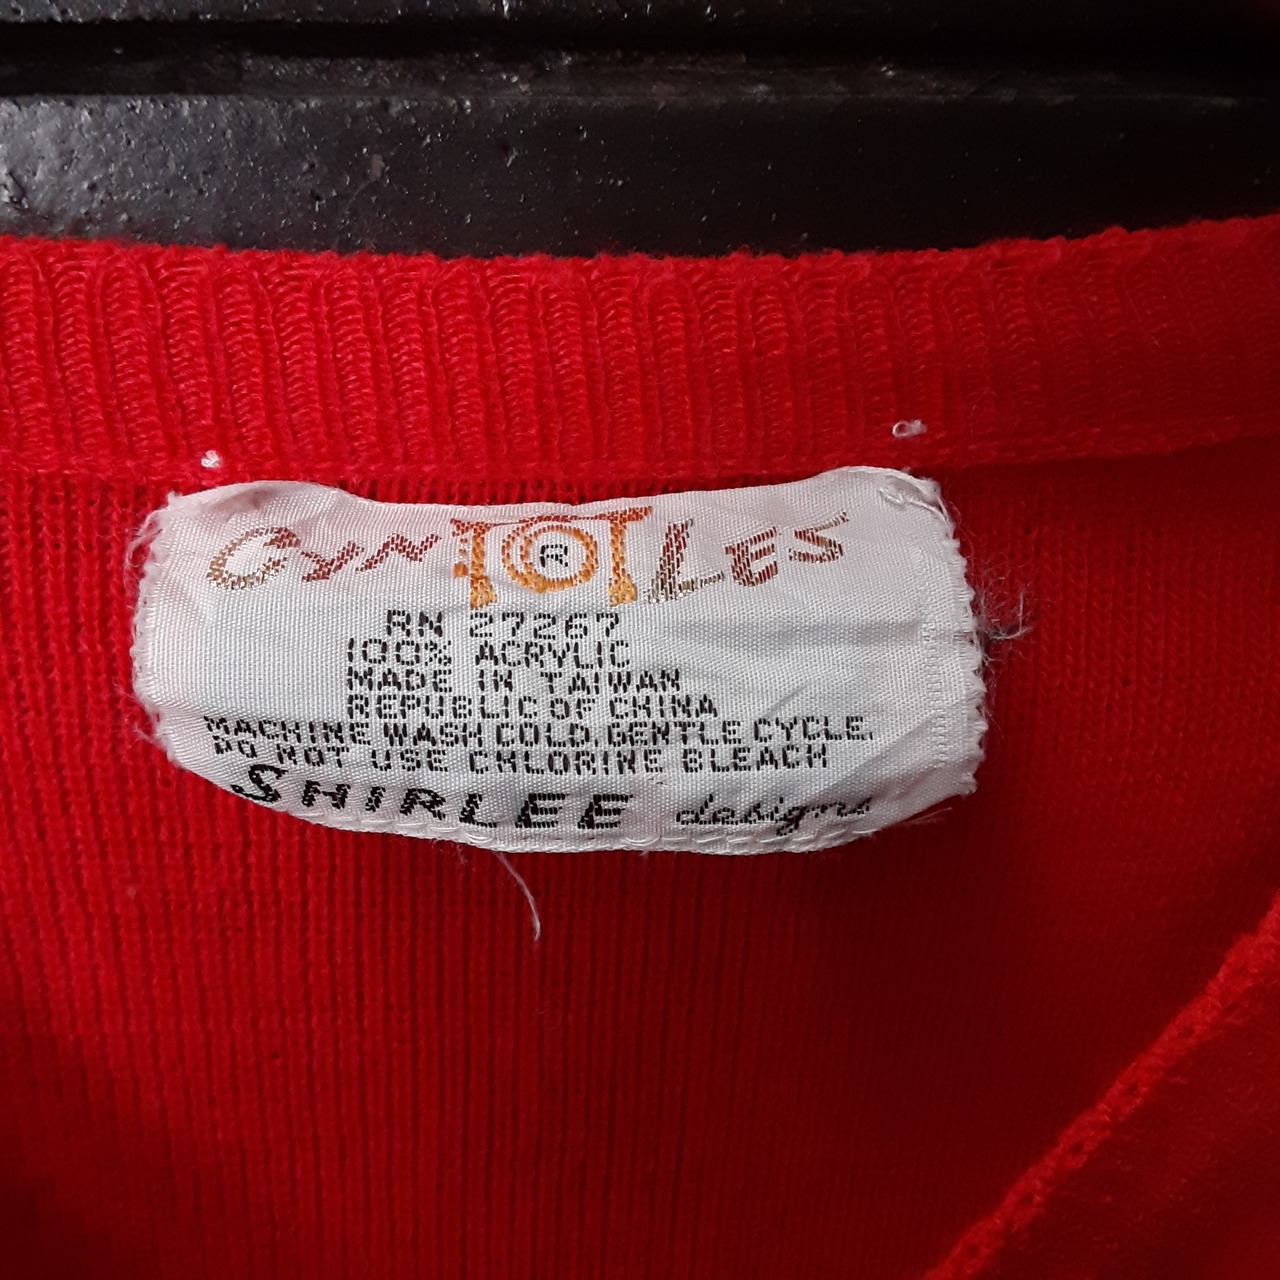 CYN TOTLES ®
RN 27267
100% ACRYLIC
MADE IN TAIWAN
REPUBLIC OF CHINA
MACHINE WASH COLD. GENTLE CYCLE.
DO NOT USE CHLORINE BLEACH
SHIRLEE designs